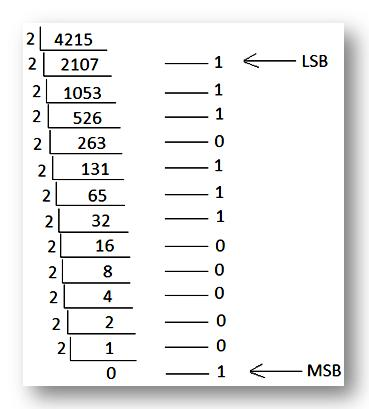 2 4215
2 2107 1 LSB
2 1053 1
2 526 1
2 263 0
2 131 1
2 65 1
2 32 1
2 16 0
2 8 0
2 4 0
2 2 0
2 1 0
0 1 MSB